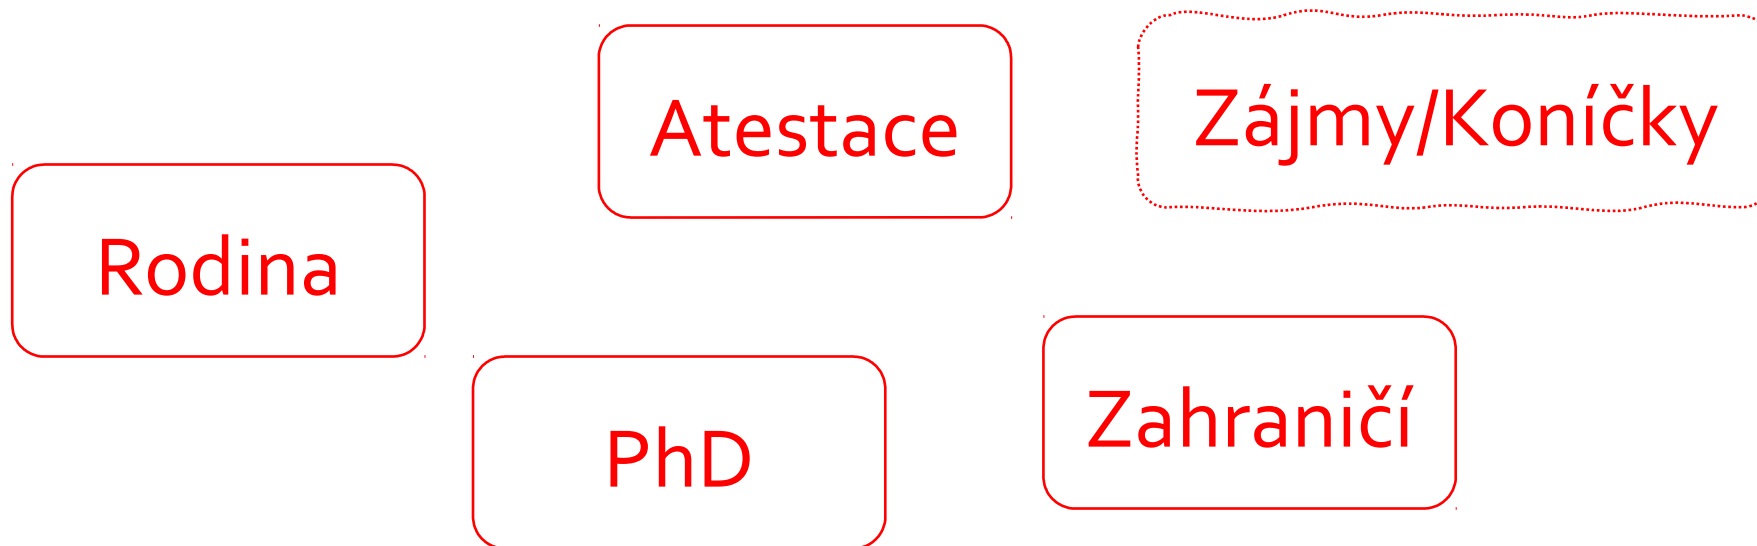 Atestace
Zájmy/Koníčky
Rodina
Zahraničí
PhD